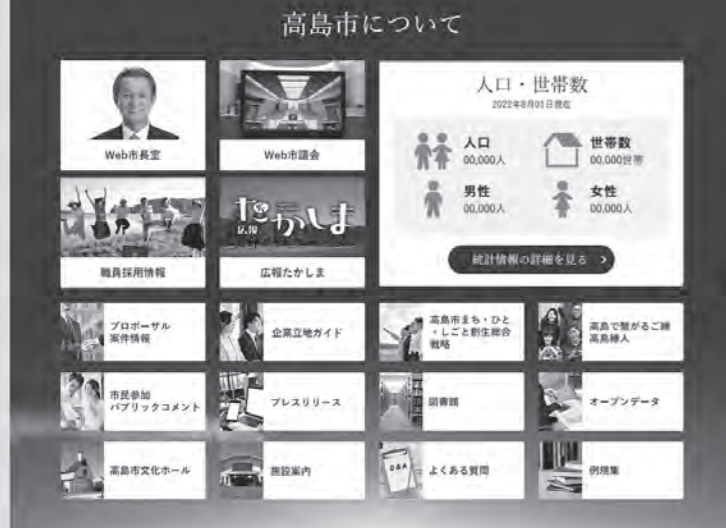 高島市について
Web市長室
Web市議会
人口・世帯数
2022年8月01日現在
人口
00,000人
世帯数
00,000世帯
男性
00,000人
女性
00,000人
統計情報の詳細を見る
職員採用情報
広報
たかしま
広報たかしま
プロポーザル
案件情報
企業立地ガイド
高島市まち・ひと
・しごと創生総合
戦略
高島で繋がるご縁
高島縁人
市民参加
パブリックコメント
プレスリリース
図書館
オープンデータ
高島市文化ホール
施設案内
Q&A
よくある質問
例規集